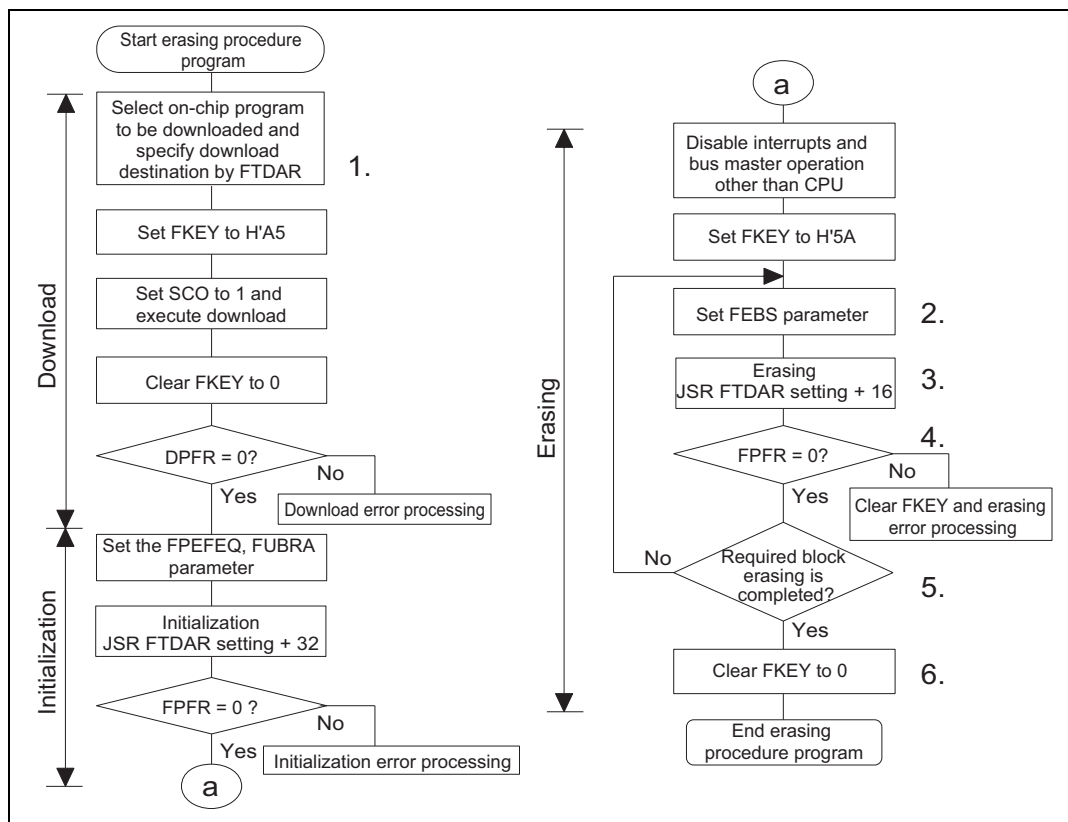 Start erasing procedure
program
Select on-chip program
to be downloaded and
specify download
destination by FTDAR
1.
Set FKEY to H'A5
Set SCO to 1 and
execute download
Clear FKEY to 0
DPFR = 0?
No
Yes
Download error processing
Download
Set the FPEFEQ, FUBRA
parameter
Initialization
JSR FTDAR setting + 32
FPFR = 0 ?
No
Yes
Initialization error processing
Initialization
a
a
Disable interrupts and
bus master operation
other than CPU
Set FKEY to H'5A
Set FEBS parameter
2.
Erasing
JSR FTDAR setting + 16
3.
4.
FPFR = 0?
No
Yes
Clear FKEY and erasing
error processing
Erasing
No
Required block
erasing is
completed?
5.
Yes
Clear FKEY to 0
6.
End erasing
procedure program